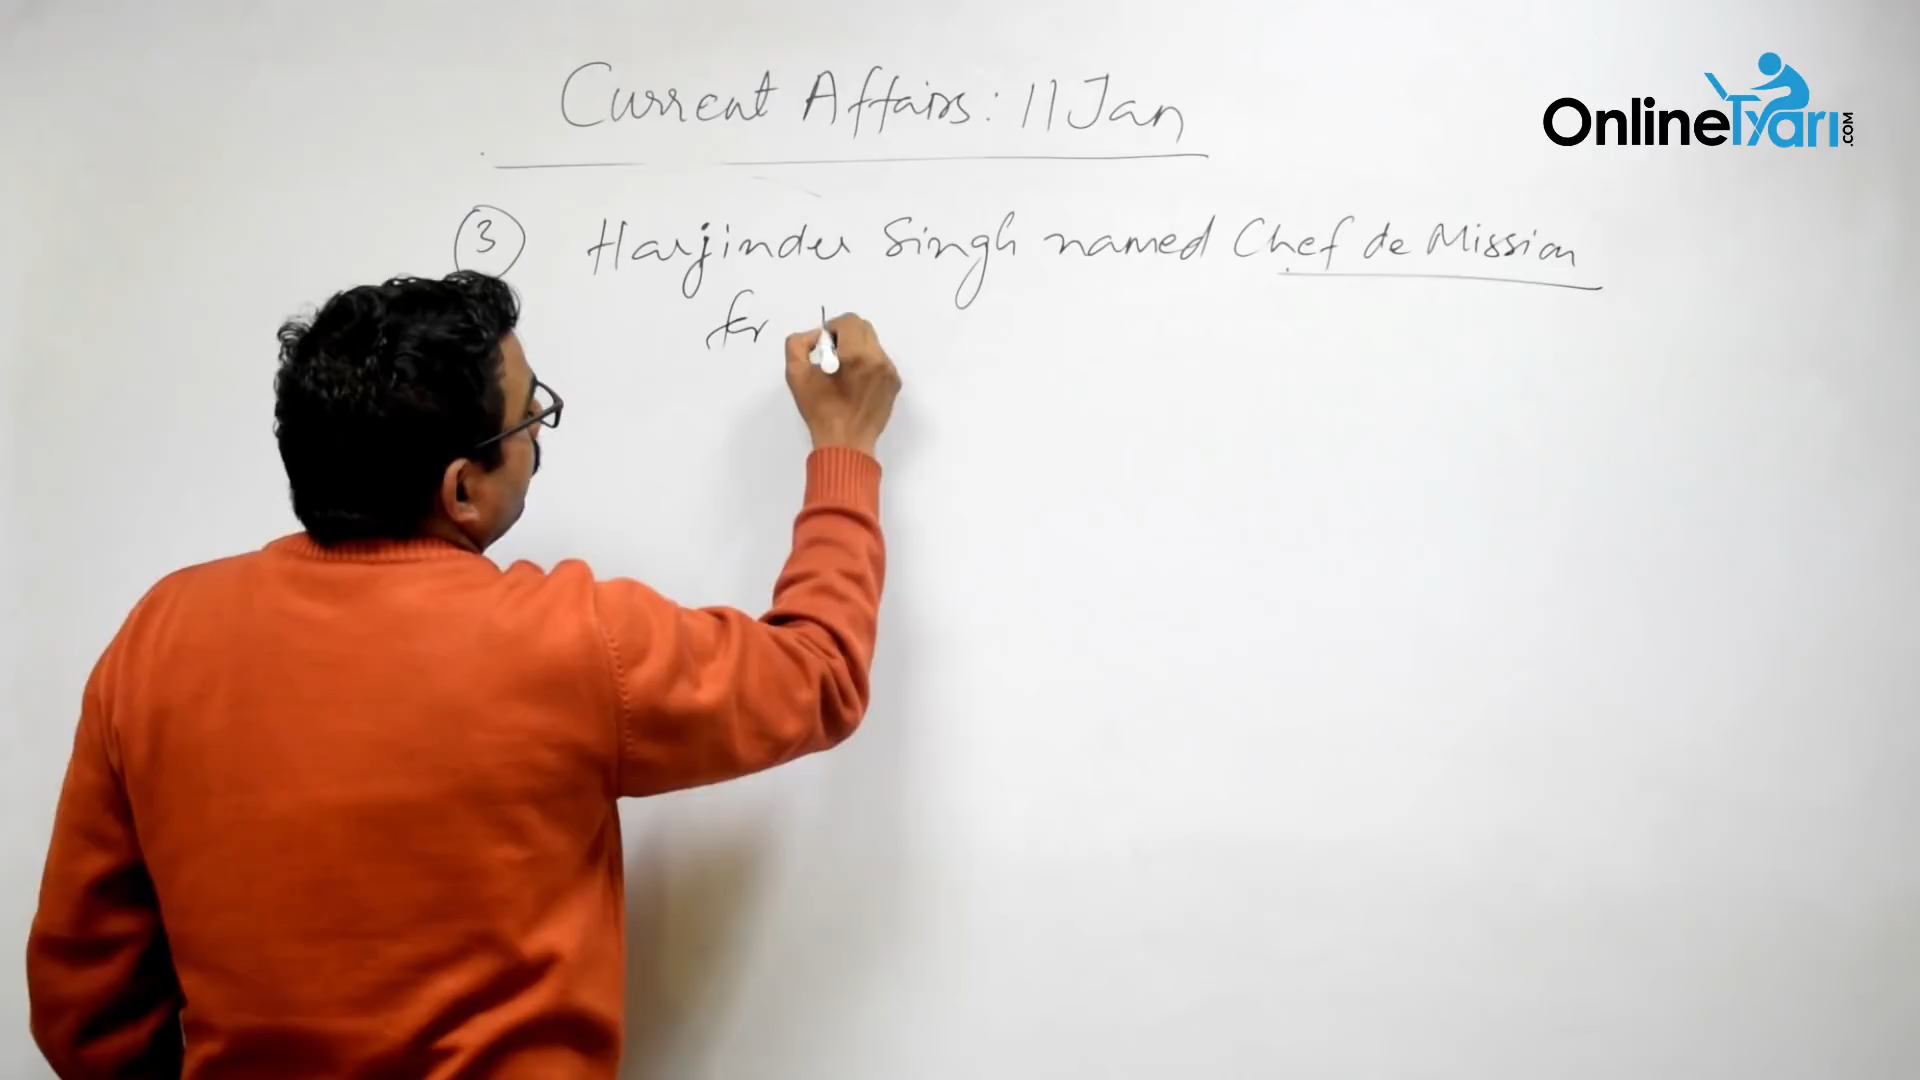 Current Affairs: 11 Jan
OnlineTyari.COM
3 Harjinder Singh named Chef de Mission
for